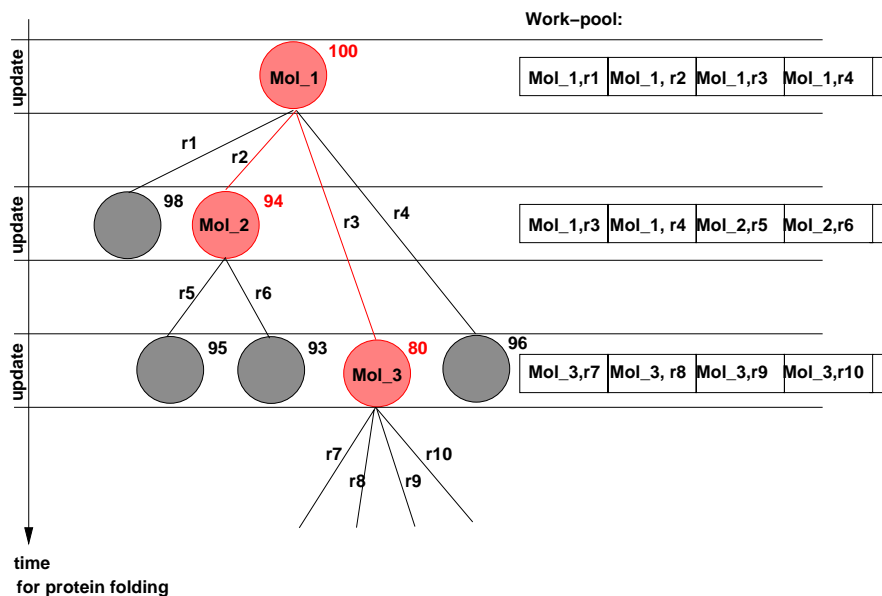 Work-pool:
update
Mol_1
100
Mol_1,r1
Mol_1, r2
Mol_1,r3
Mol_1,r4
r1
r2
r3
r4
update
98
Mol_2
94
Mol_1,r3
Mol_1, r4
Mol_2,r5
Mol_2,r6
r5
r6
update
95
93
Mol_3
80
96
Mol_3,r7
Mol_3, r8
Mol_3,r9
Mol_3,r10
r7
r8
r9
r10
time
for protein folding